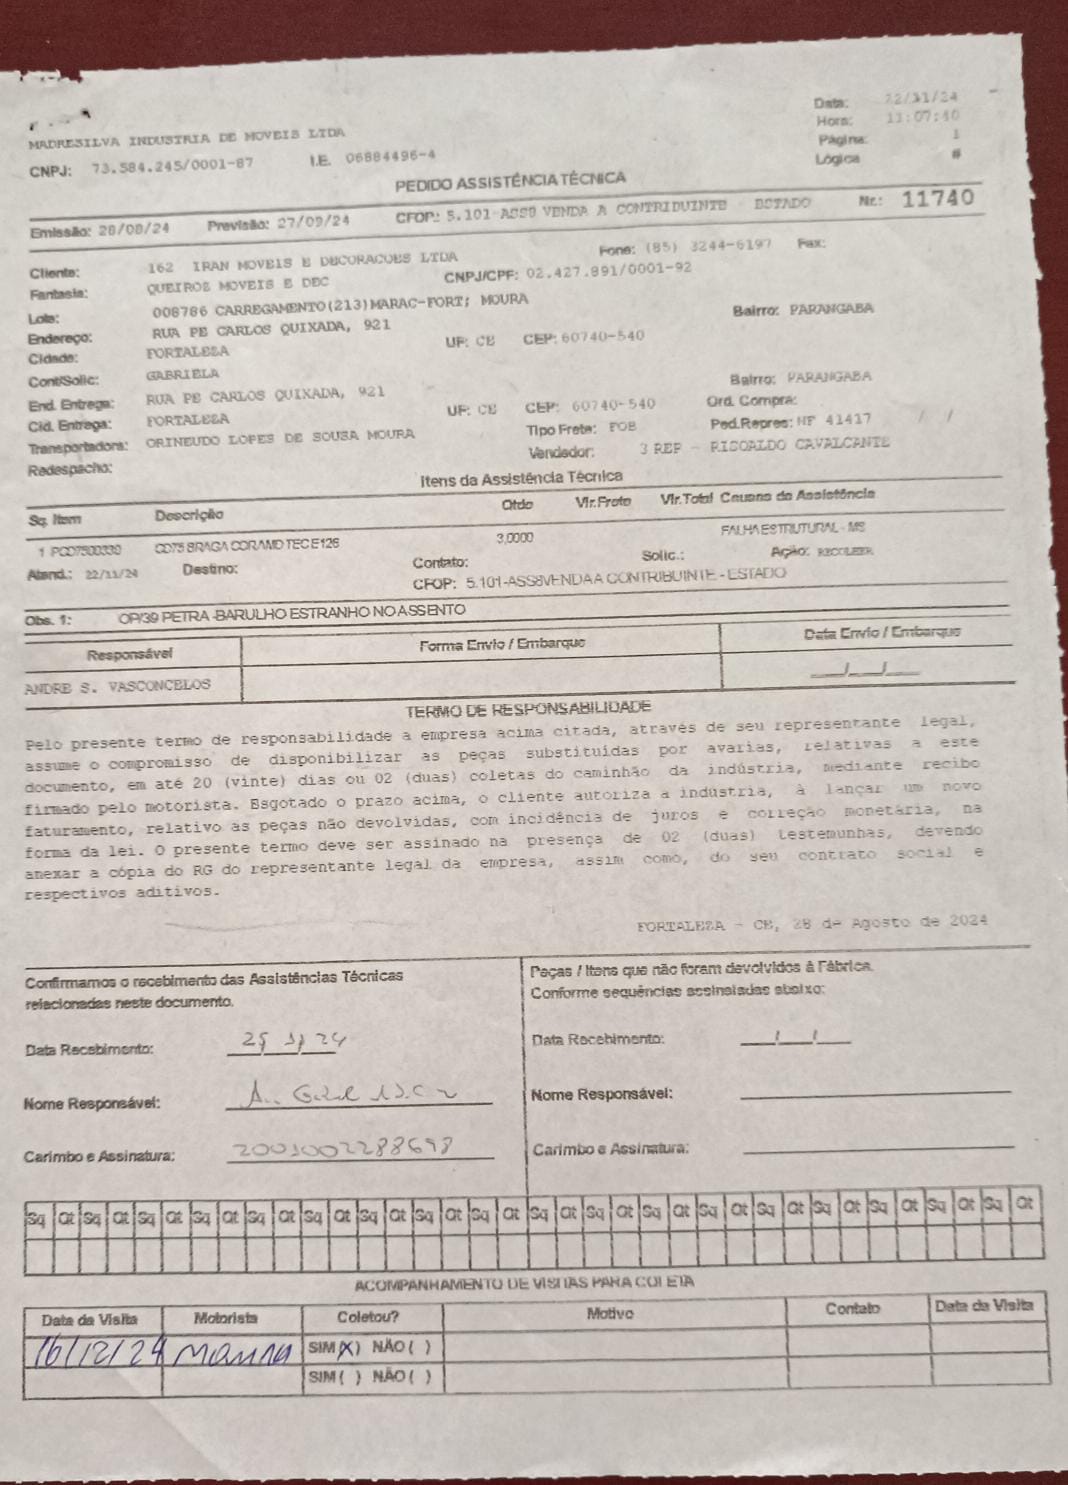 Data: 22/11/24
MADRESILVA INDUSTRIA DE MOVEIS LTDA Hora: 11:07:40
CNPJ: 73.584.245/0001-87 I.E. 06884496-4 Página: 1
Lógica #
PEDIDO ASSISTÊNCIA TÉCNICA
Emissão: 28/08/24 Previsão: 27/09/24 CFOP: 5.101-ASS8 VENDA A CONTRIBUINTE - ESTADO Nr.: 11740
Cliente: 162 IRAN MOVEIS E DECORACOES LTDA Fone: (85) 3244-6197 Fax:
Fantasia: QUEIROZ MOVEIS E DEC CNPJ/CPF: 02.427.891/0001-92
Lote: 008786 CARREGAMENTO(213)MARAC-FORT; MOURA
Endereço: RUA PE CARLOS QUIXADA, 921 Bairro: PARANGABA
Cidade: FORTALEZA UF: CE CEP: 60740-540
Cont/Solic: GABRIELA
End. Entrega: RUA PE CARLOS QUIXADA, 921 Bairro: PARANGABA
Cid. Entrega: FORTALEZA UF: CE CEP: 60740-540 Ord. Compra:
Transportadora: ORINEUDO LOPES DE SOUSA MOURA Tipo Frete: FOB Ped.Repres: NF 41417 / /
Redespacho: Vendedor: 3 REP - RISOALDO CAVALCANTE
Itens da Assistência Técnica
Sq. Item Descrição Qtde Vlr.Frete Vlr.Total Causas da Assistência
1 PCD7500330 CD75 BRAGA CORAMD TEC E126 3,0000 FALHA ESTRUTURAL - MS
Atend.: 22/11/24 Destino: Contato: Solic.: Ação: RECOLHER
CFOP: 5.101-ASS8 VENDA A CONTRIBUINTE - ESTADO
Obs. 1: OP/39 PETRA -BARULHO ESTRANHO NO ASSENTO
Responsável Forma Envio / Embarque Data Envio / Embarque
ANDRE S. VASCONCELOS __/__/__
TERMO DE RESPONSABILIDADE
Pelo presente termo de responsabilidade a empresa acima citada, através de seu representante legal,
assume o compromisso de disponibilizar as peças substituídas por avarias, relativas a este
documento, em até 20 (vinte) dias ou 02 (duas) coletas do caminhão da indústria, mediante recibo
firmado pelo motorista. Esgotado o prazo acima, o cliente autoriza a indústria, à lançar um novo
faturamento, relativo as peças não devolvidas, com incidência de juros e correção monetária, na
forma da lei. O presente termo deve ser assinado na presença de 02 (duas) testemunhas, devendo
anexar a cópia do RG do representante legal da empresa, assim como, do seu contrato social e
respectivos aditivos.
FORTALEZA - CE, 28 de Agosto de 2024
Confirmamos o recebimento das Assistências Técnicas
relacionadas neste documento.
Data Recebimento:
Nome Responsável:
Carimbo e Assinatura: 2001002288698
Peças / Itens que não foram devolvidos à Fábrica.
Conforme sequências assinaladas abaixo:
Data Recebimento: __/__/__
Nome Responsável:
Carimbo e Assinatura:
Sq Qt Sq Qt Sq Qt Sq Qt Sq Qt Sq Qt Sq Qt Sq Qt Sq Qt Sq Qt Sq Qt Sq Qt Sq Qt Sq Qt Sq Qt Sq Qt Sq Qt Sq Qt
ACOMPANHAMENTO DE VISITAS PARA COLETA
Data da Visita Motorista Coletou? Motivo Contato Data da Visita
16/12/24 SIM(X) NÃO( )
SIM( ) NÃO( )